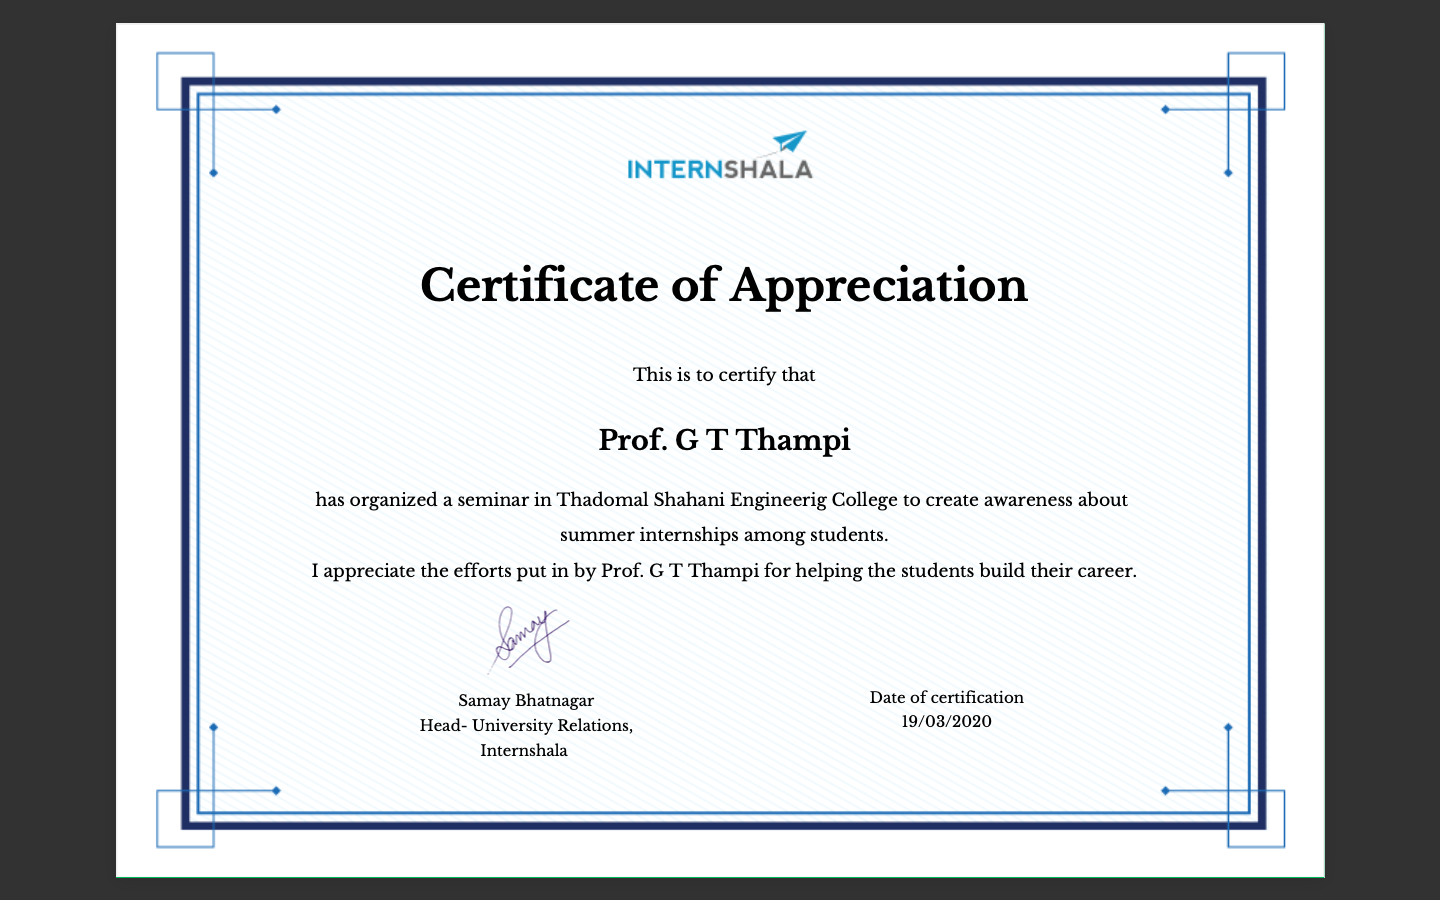 INTERNSHALA
Certificate of Appreciation
This is to certify that
Prof. G T Thampi
has organized a seminar in Thadomal Shahani Engineerig College to create awareness about
summer internships among students.
I appreciate the efforts put in by Prof. G T Thampi for helping the students build their career.
Samay
Samay Bhatnagar
Head- University Relations,
Internshala
Date of certification
19/03/2020